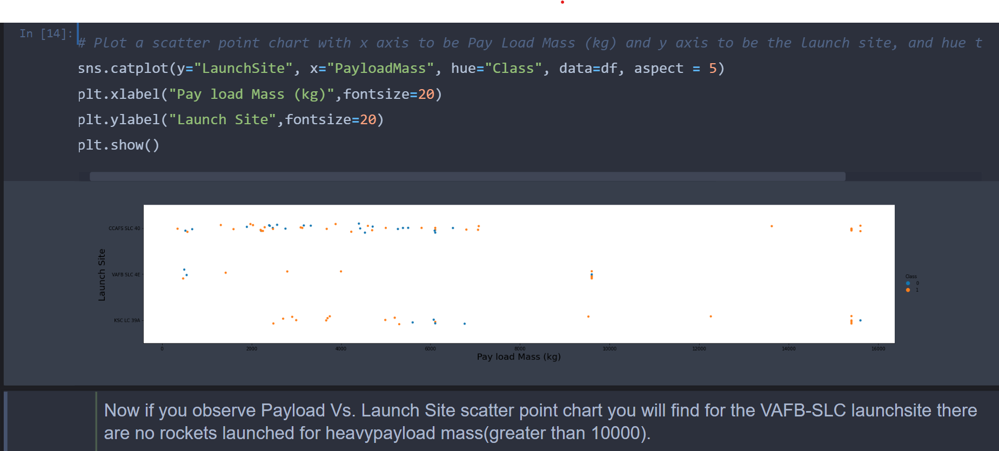 In [14]:
# Plot a scatter point chart with x axis to be Pay Load Mass (kg) and y axis to be the launch site, and hue t
sns.catplot(y="LaunchSite", x="PayloadMass", hue="Class", data=df, aspect = 5)
plt.xlabel("Pay load Mass (kg)",fontsize=20)
plt.ylabel("Launch Site",fontsize=20)
plt.show()
CCAFS SLC 40
VAFB SLC 4E
KSC LC 39A
Launch Site
0 2000 4000 6000 8000 10000 12000 14000 16000
Pay load Mass (kg)
Class
0
1
Now if you observe Payload Vs. Launch Site scatter point chart you will find for the VAFB-SLC launchsite there
are no rockets launched for heavypayload mass(greater than 10000).